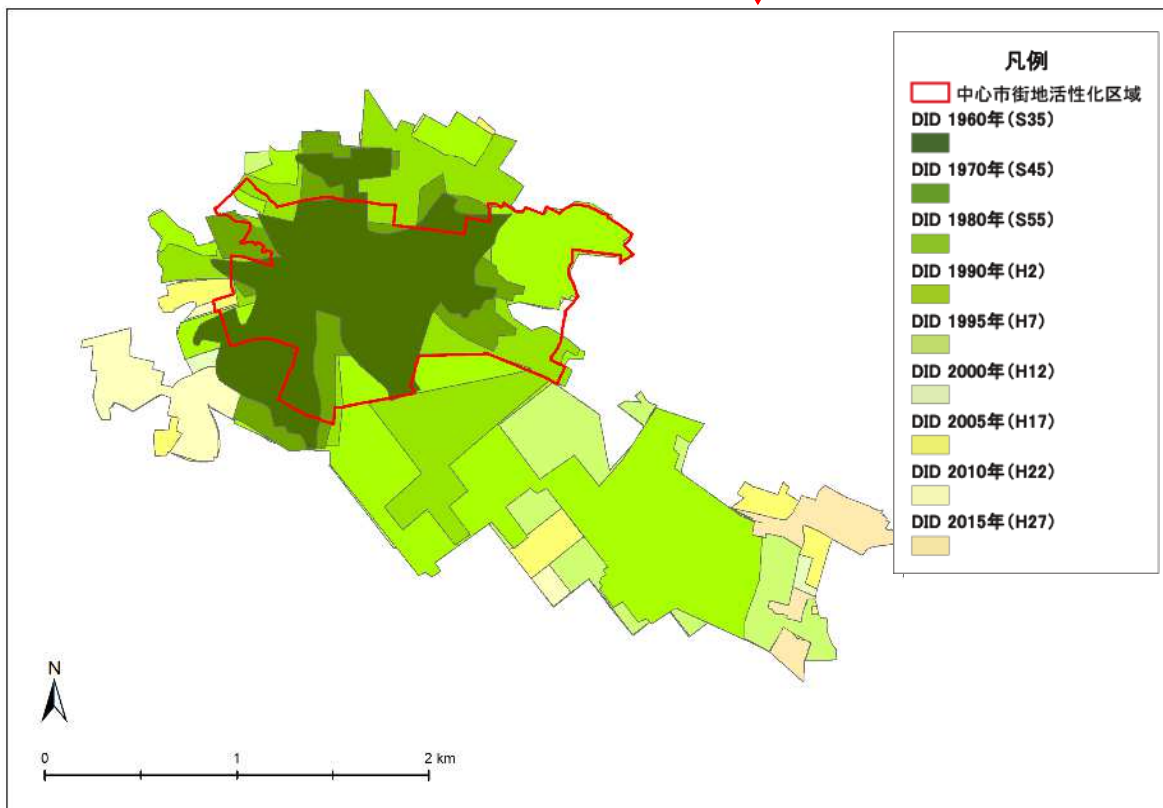 凡例
中心市街地活性化区域
DID 1960年(S35)
DID 1970年(S45)
DID 1980年(S55)
DID 1990年(H2)
DID 1995年(H7)
DID 2000年(H12)
DID 2005年(H17)
DID 2010年(H22)
DID 2015年(H27)
N
0 1 2 km